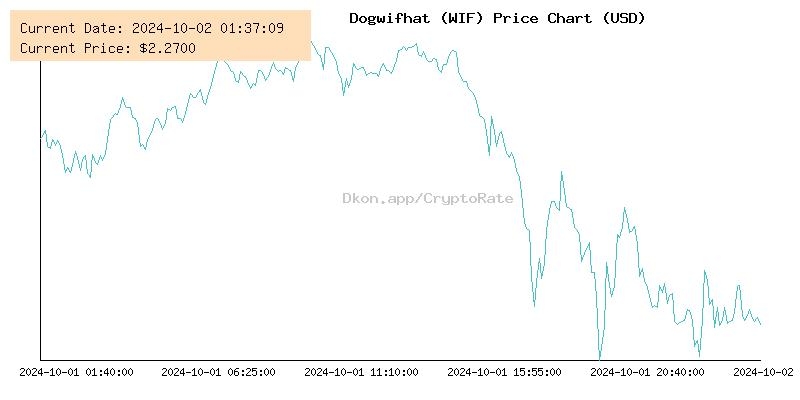 Dogwifhat (WIF) Price Chart (USD)
Current Date: 2024-10-02 01:37:09
Current Price: $2.2700
Dkon.app/CryptoRate
2024-10-01 01:40:00 2024-10-01 06:25:00 2024-10-01 11:10:00 2024-10-01 15:55:00 2024-10-01 20:40:00 2024-10-02